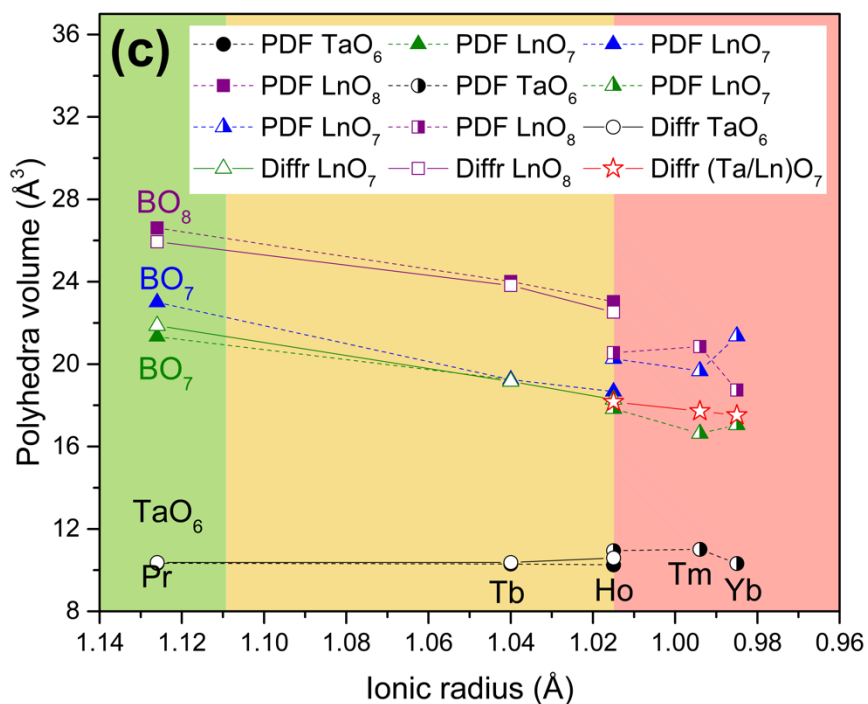 (c)
PDF TaO₆ PDF LnO₇ PDF LnO₇
PDF LnO₈ PDF TaO₆ PDF LnO₇
PDF LnO₇ PDF LnO₈ Diffr TaO₆
Diffr LnO₇ Diffr LnO₈ Diffr (Ta/Ln)O₇
36
32
28
24
20
16
12
8
Polyhedra volume (Å³)
BO₈
BO₇
BO₇
TaO₆
Pr Tb Ho Tm Yb
1.14 1.12 1.10 1.08 1.06 1.04 1.02 1.00 0.98 0.96
Ionic radius (Å)